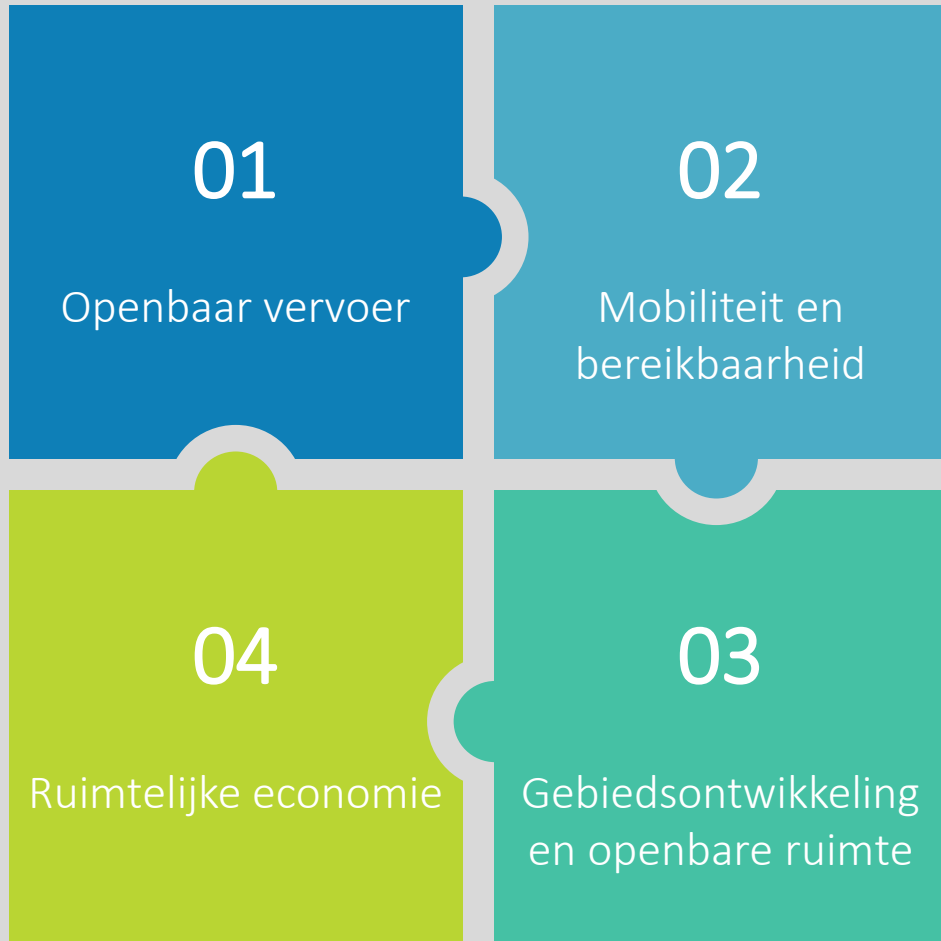 01
Openbaar vervoer
02
Mobiliteit en
bereikbaarheid
03
Gebiedsontwikkeling
en openbare ruimte
04
Ruimtelijke economie